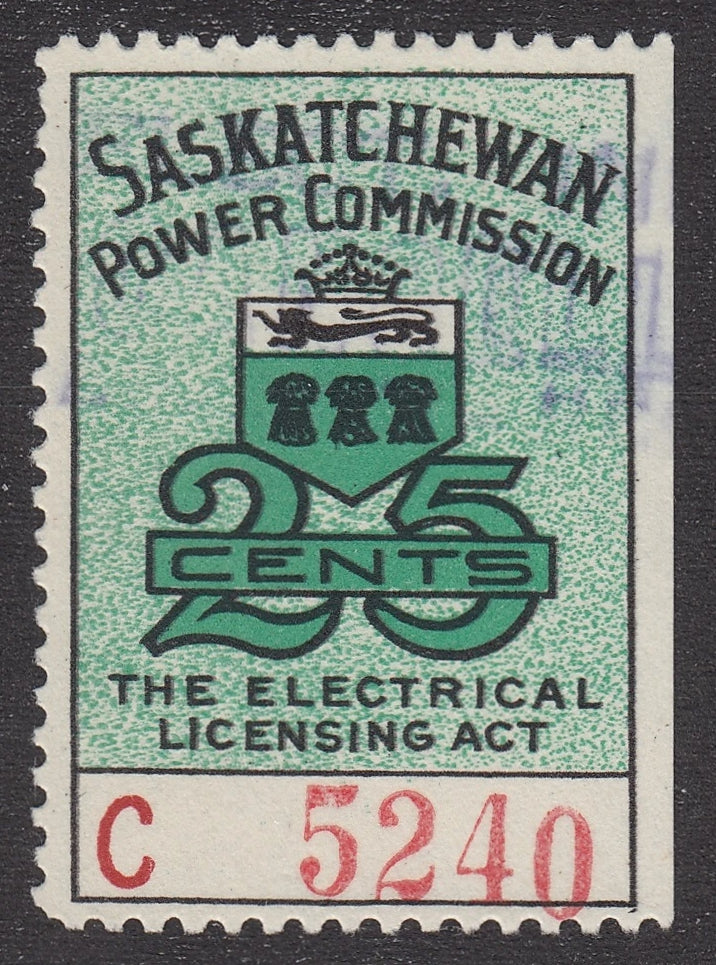 SASKATCHEWAN
POWER COMMISSION
25
CENTS
THE ELECTRICAL
LICENSING ACT
C 5240